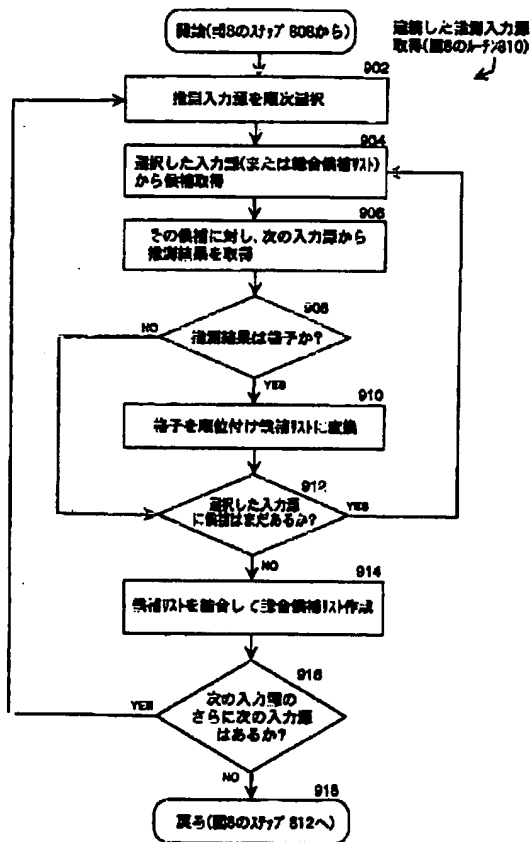 開始(図8のステップ 808から)
連鎖した推測入力源
取得(図8のルーチン810)
902
推測入力源を順次選択
904
選択した入力源(または総合候補リスト)
から候補取得
906
その候補に対し、次の入力源から
推測結果を取得
908
推測結果は格子か?
NO
YES
910
格子を順位付け候補リストに変換
912
選択した入力源
に候補はまだあるか?
YES
NO
914
候補リストを結合して総合候補リスト作成
916
次の入力源の
さらに次の入力源
はあるか?
YES
NO
918
戻る(図8のステップ 812へ)